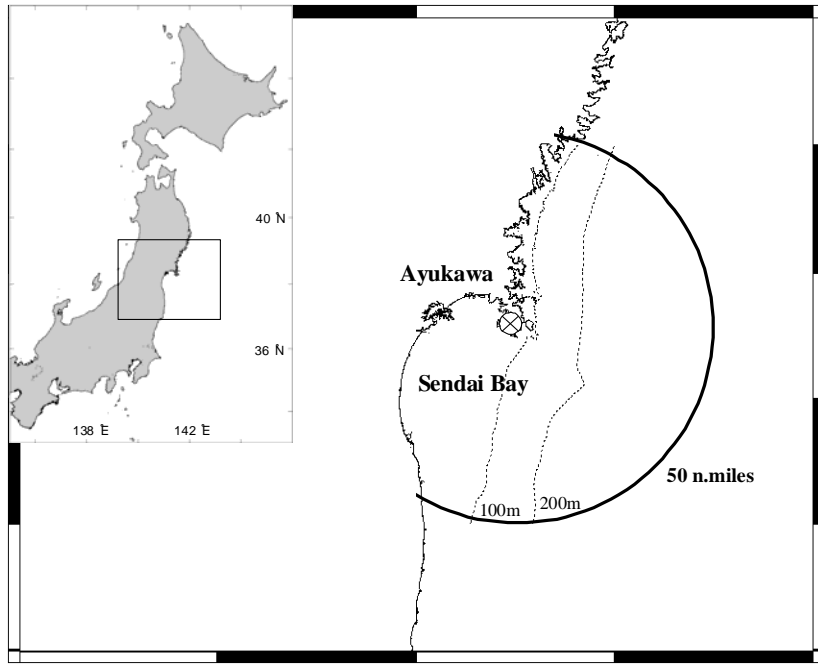 40 N
Ayukawa
36 N
Sendai Bay
138 E
142 E
50 n.miles
100m
200m